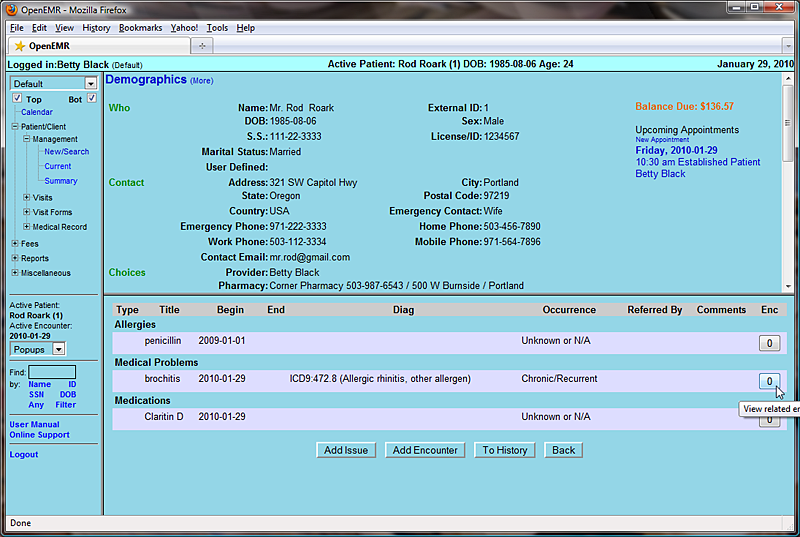 OpenEMR - Mozilla Firefox
File Edit View History Bookmarks Yahoo! Tools Help
OpenEMR
Logged in:Betty Black (Default) Active Patient: Rod Roark (1) DOB: 1985-08-06 Age: 24 January 29, 2010
Default
Top Bot
Calendar
Patient/Client
Management
New/Search
Current
Summary
Visits
Visit Forms
Medical Record
Fees
Reports
Miscellaneous
Active Patient:
Rod Roark (1)
Active Encounter:
2010-01-29
Popups
Find:
by: Name ID
SSN DOB
Any Filter
User Manual
Online Support
Logout
Demographics (More)
Who Name: Mr. Rod Roark External ID: 1
DOB: 1985-08-06 Sex: Male
S.S.: 111-22-3333 License/ID: 1234567
Marital Status: Married
User Defined:
Contact Address: 321 SW Capitol Hwy City: Portland
State: Oregon Postal Code: 97219
Country: USA Emergency Contact: Wife
Emergency Phone: 971-222-3333 Home Phone: 503-456-7890
Work Phone: 503-112-3334 Mobile Phone: 971-564-7896
Contact Email: mr.rod@gmail.com
Choices Provider: Betty Black
Pharmacy: Corner Pharmacy 503-987-6543 / 500 W Burnside / Portland
Balance Due: $136.57
Upcoming Appointments
New Appointment
Friday, 2010-01-29
10:30 am Established Patient
Betty Black
Type Title Begin End Diag Occurrence Referred By Comments Enc
Allergies
penicillin 2009-01-01 Unknown or N/A 0
Medical Problems
brochitis 2010-01-29 ICD9:472.8 (Allergic rhinitis, other allergen) Chronic/Recurrent 0
View related en
Medications
Claritin D 2010-01-29 Unknown or N/A 0
Add Issue Add Encounter To History Back
Done